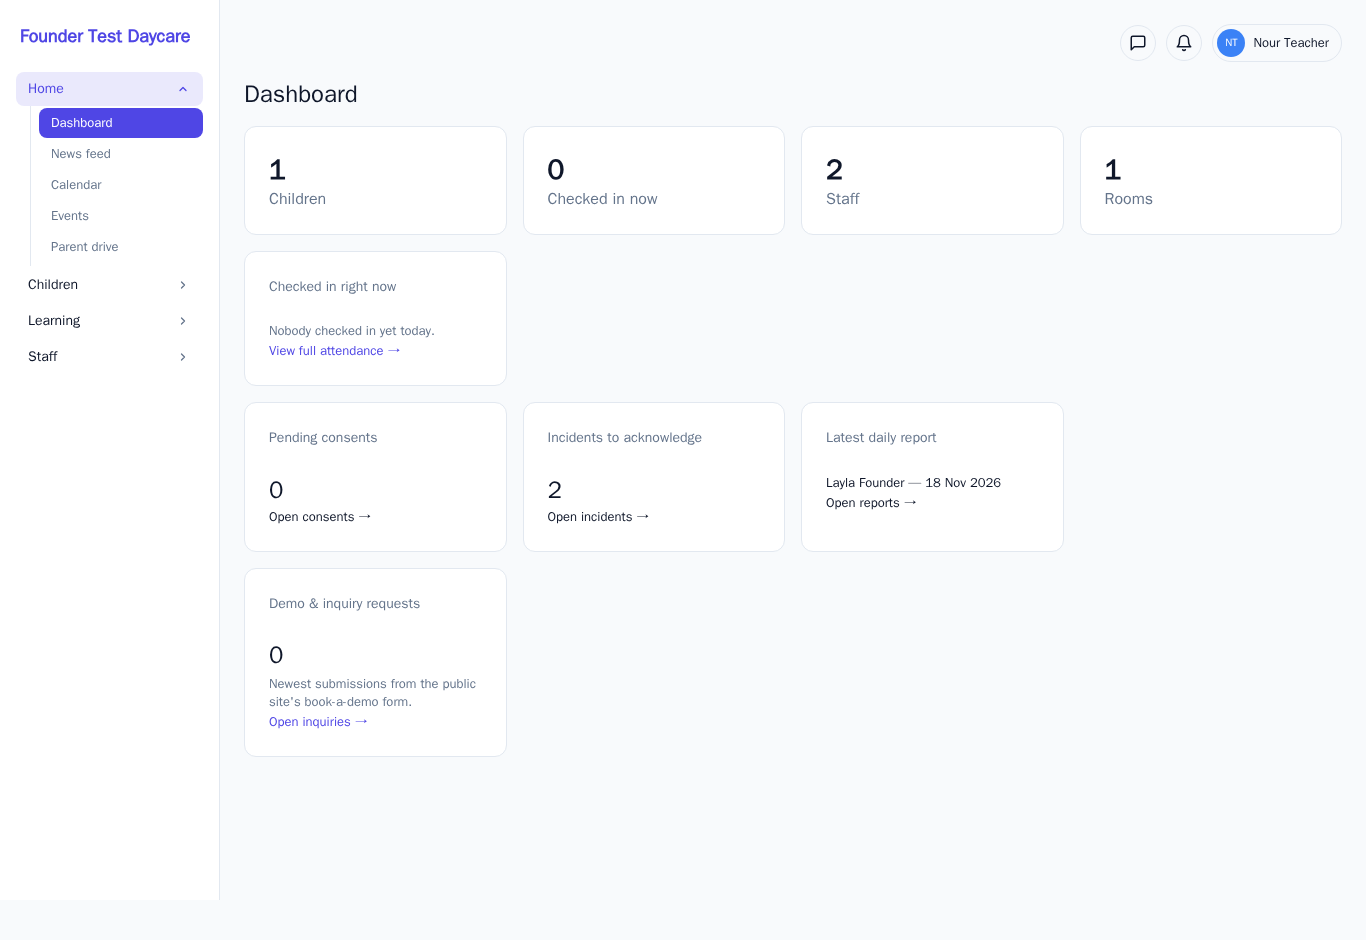 Founder Test Daycare
Home
Dashboard
News feed
Calendar
Events
Parent drive
Children
Learning
Staff
NT
Nour Teacher
Dashboard
1
Children
0
Checked in now
2
Staff
1
Rooms
Checked in right now
Nobody checked in yet today.
View full attendance →
Pending consents
0
Open consents →
Incidents to acknowledge
2
Open incidents →
Latest daily report
Layla Founder — 18 Nov 2026
Open reports →
Demo & inquiry requests
0
Newest submissions from the public
site's book-a-demo form.
Open inquiries →